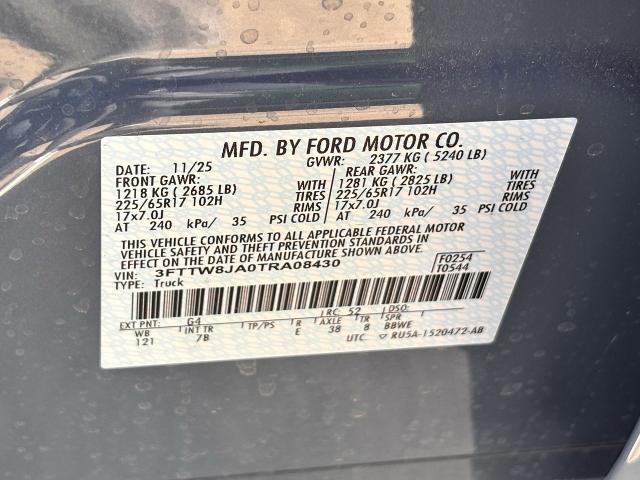 MFD. BY FORD MOTOR CO.
DATE: 11/25 GVWR: 2377 KG ( 5240 LB)
FRONT GAWR: REAR GAWR:
1218 KG ( 2685 LB) WITH 1281 KG ( 2825 LB) WITH
225/65R17 102H TIRES 225/65R17 102H TIRES
17x7.0J RIMS 17x7.0J RIMS
AT 240 kPa/ 35 PSI COLD AT 240 kPa/ 35 PSI COLD
THIS VEHICLE CONFORMS TO ALL APPLICABLE FEDERAL MOTOR
VEHICLE SAFETY AND THEFT PREVENTION STANDARDS IN
EFFECT ON THE DATE OF MANUFACTURE SHOWN ABOVE.
VIN: 3FTTW8JA0TRA08430 F0254
TYPE: Truck T0544
EXT PNT: G4 RC: 52 DSO:
WB INT TR TP/PS R AXLE TR SPR
121 7B E 38 8 BBWE
UTC ▽ RU5A-1520472-AB